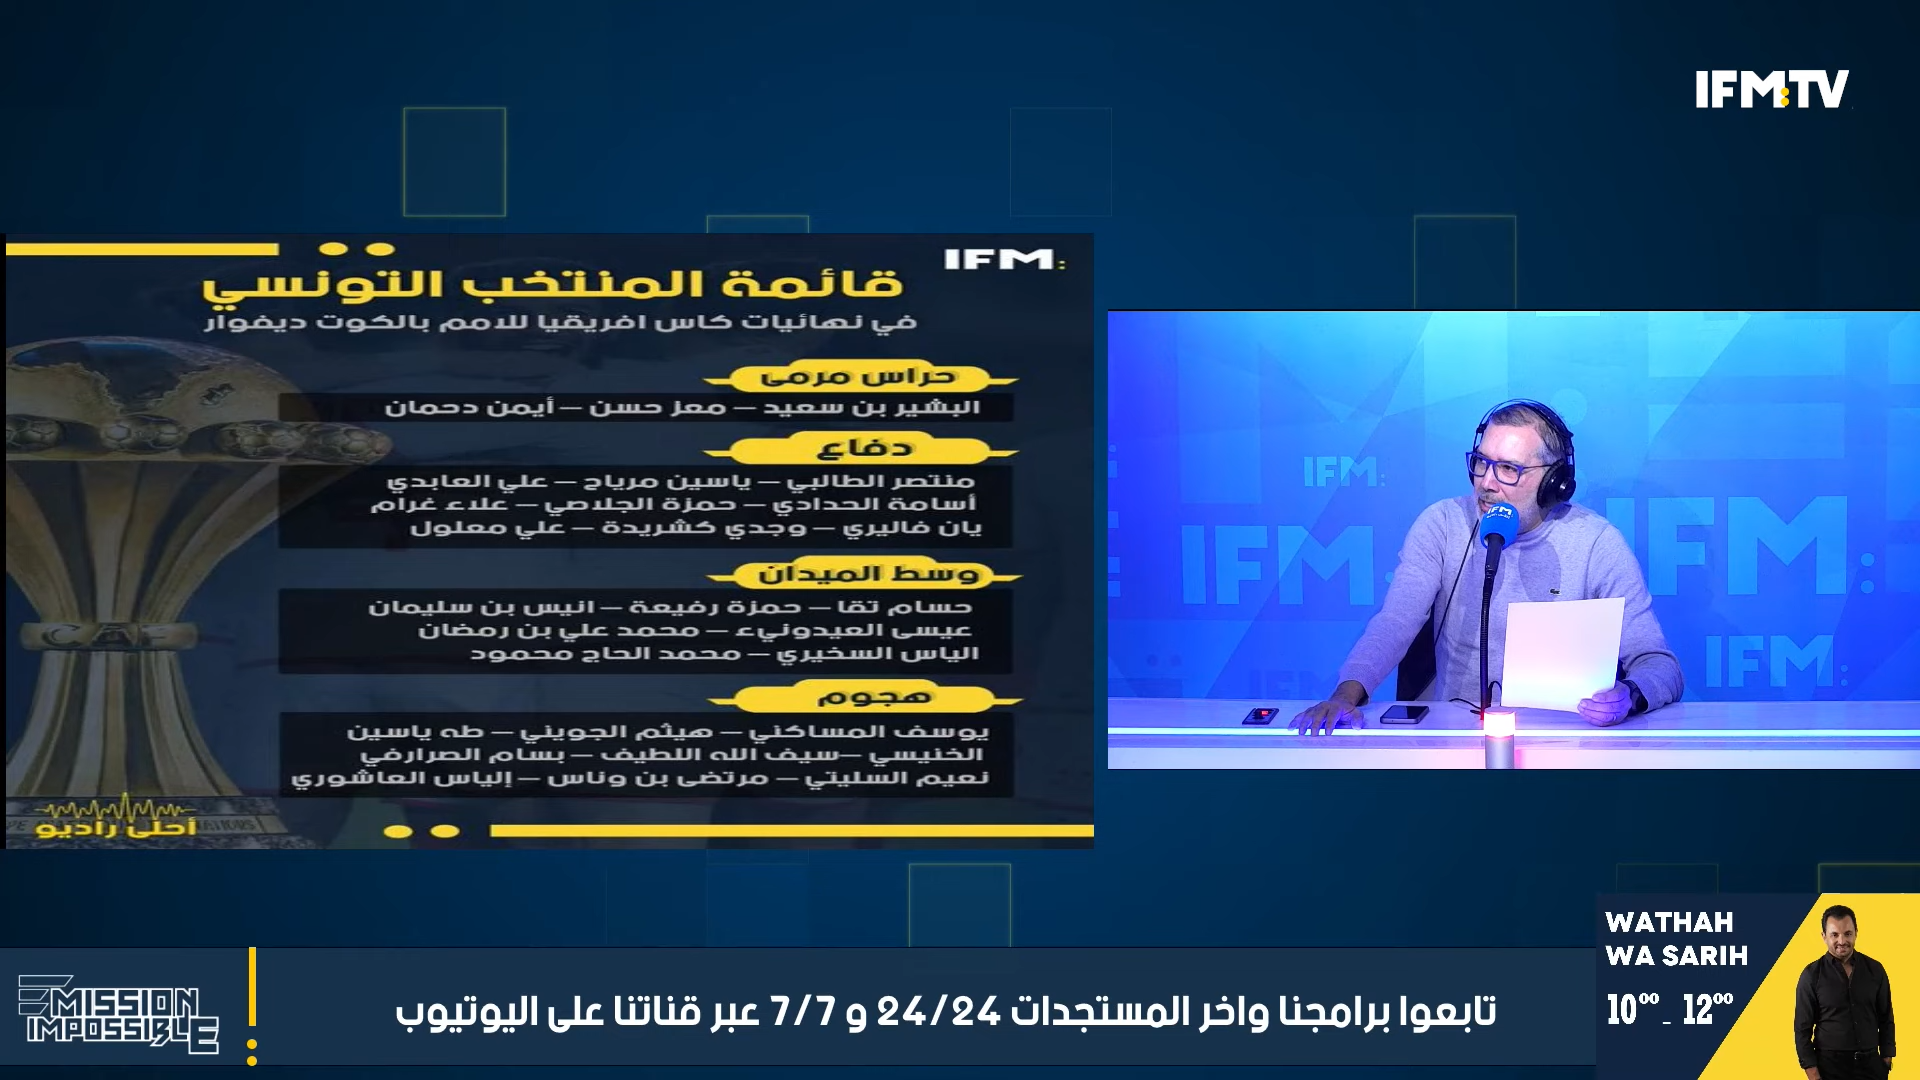 IFM:TV
IFM:
قائمة المنتخب التونسي
في نهائيات كاس افريقيا للامم بالكوت ديفوار
حراس مرمى
البشير بن سعيد – معز حسن – أيمن دحمان
دفاع
منتصر الطالبي – ياسين مرياح – علي العابدي
أسامة الحدادي – حمزة الجلاصي – علاء غرام
يان فاليري – وجدي كشريدة – علي معلول
وسط الميدان
حسام تقا – حمزة رفيعة – انيس بن سليمان
عيسى العيدونيء – محمد علي بن رمضان
الياس السخيري – محمد الحاج محمود
هجوم
يوسف المساكني – هيثم الجويني – طه ياسين
الخنيسي –سيف الله اللطيف – بسام الصرارفي
نعيم السليتي – مرتضى بن وناس – إلياس العاشوري
CAF
أحلى راديو
IFM:
IFM:
IFM:
IFM:
IFM
EMISSION
IMPOSSIBLE
تابعوا برامجنا واخر المستجدات 24/24 و 7/7 عبر قناتنا على اليوتيوب
WATHAH
WA SARIH
10⁰⁰ - 12⁰⁰